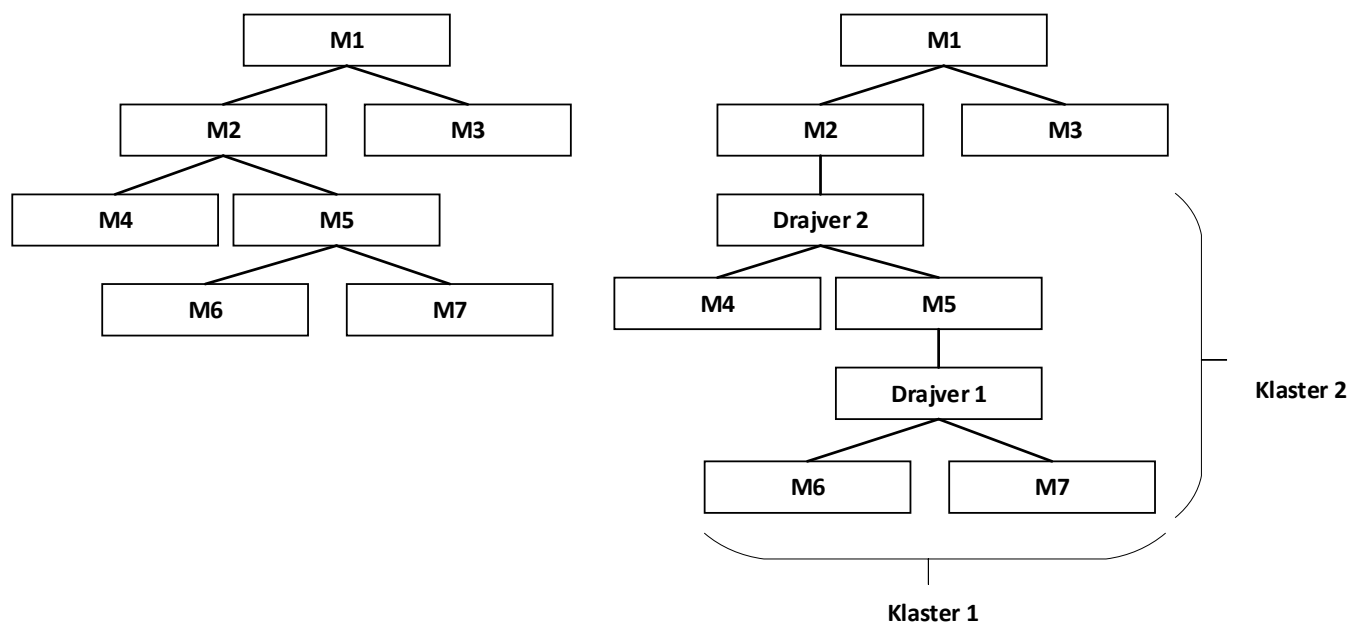 M1
M2
M3
M4
M5
M6
M7
M1
M2
M3
Drajver 2
M4
M5
Drajver 1
M6
M7
Klaster 2
Klaster 1